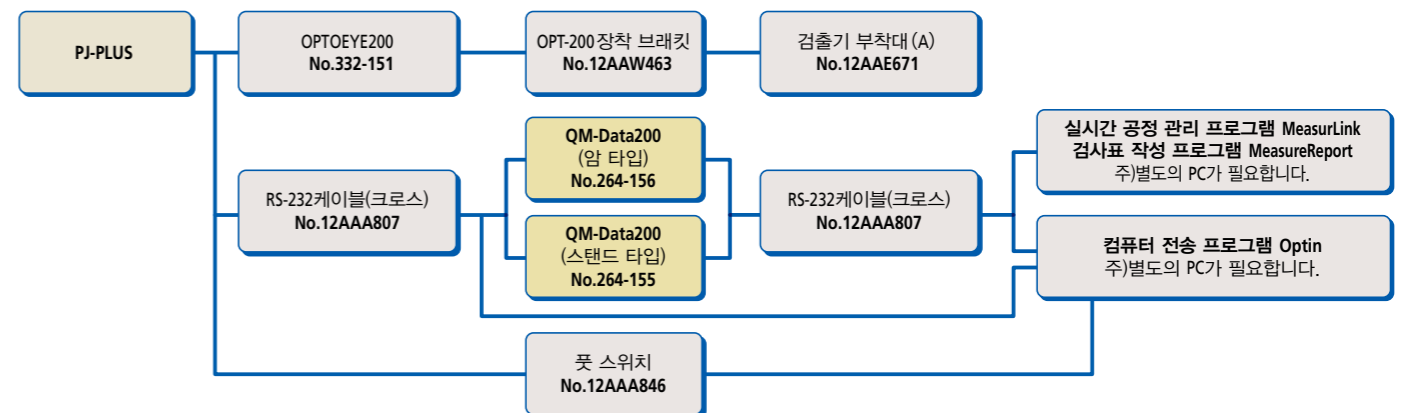 PJ-PLUS
OPTOEYE200
No.332-151
OPT-200장착 브래킷
No.12AAW463
검출기 부착대(A)
No.12AAE671
RS-232케이블(크로스)
No.12AAA807
QM-Data200
(암 타입)
No.264-156
QM-Data200
(스탠드 타입)
No.264-155
RS-232케이블(크로스)
No.12AAA807
실시간 공정 관리 프로그램 MeasurLink
검사표 작성 프로그램 MeasureReport
주)별도의 PC가 필요합니다.
컴퓨터 전송 프로그램 Optin
주)별도의 PC가 필요합니다.
풋 스위치
No.12AAA846